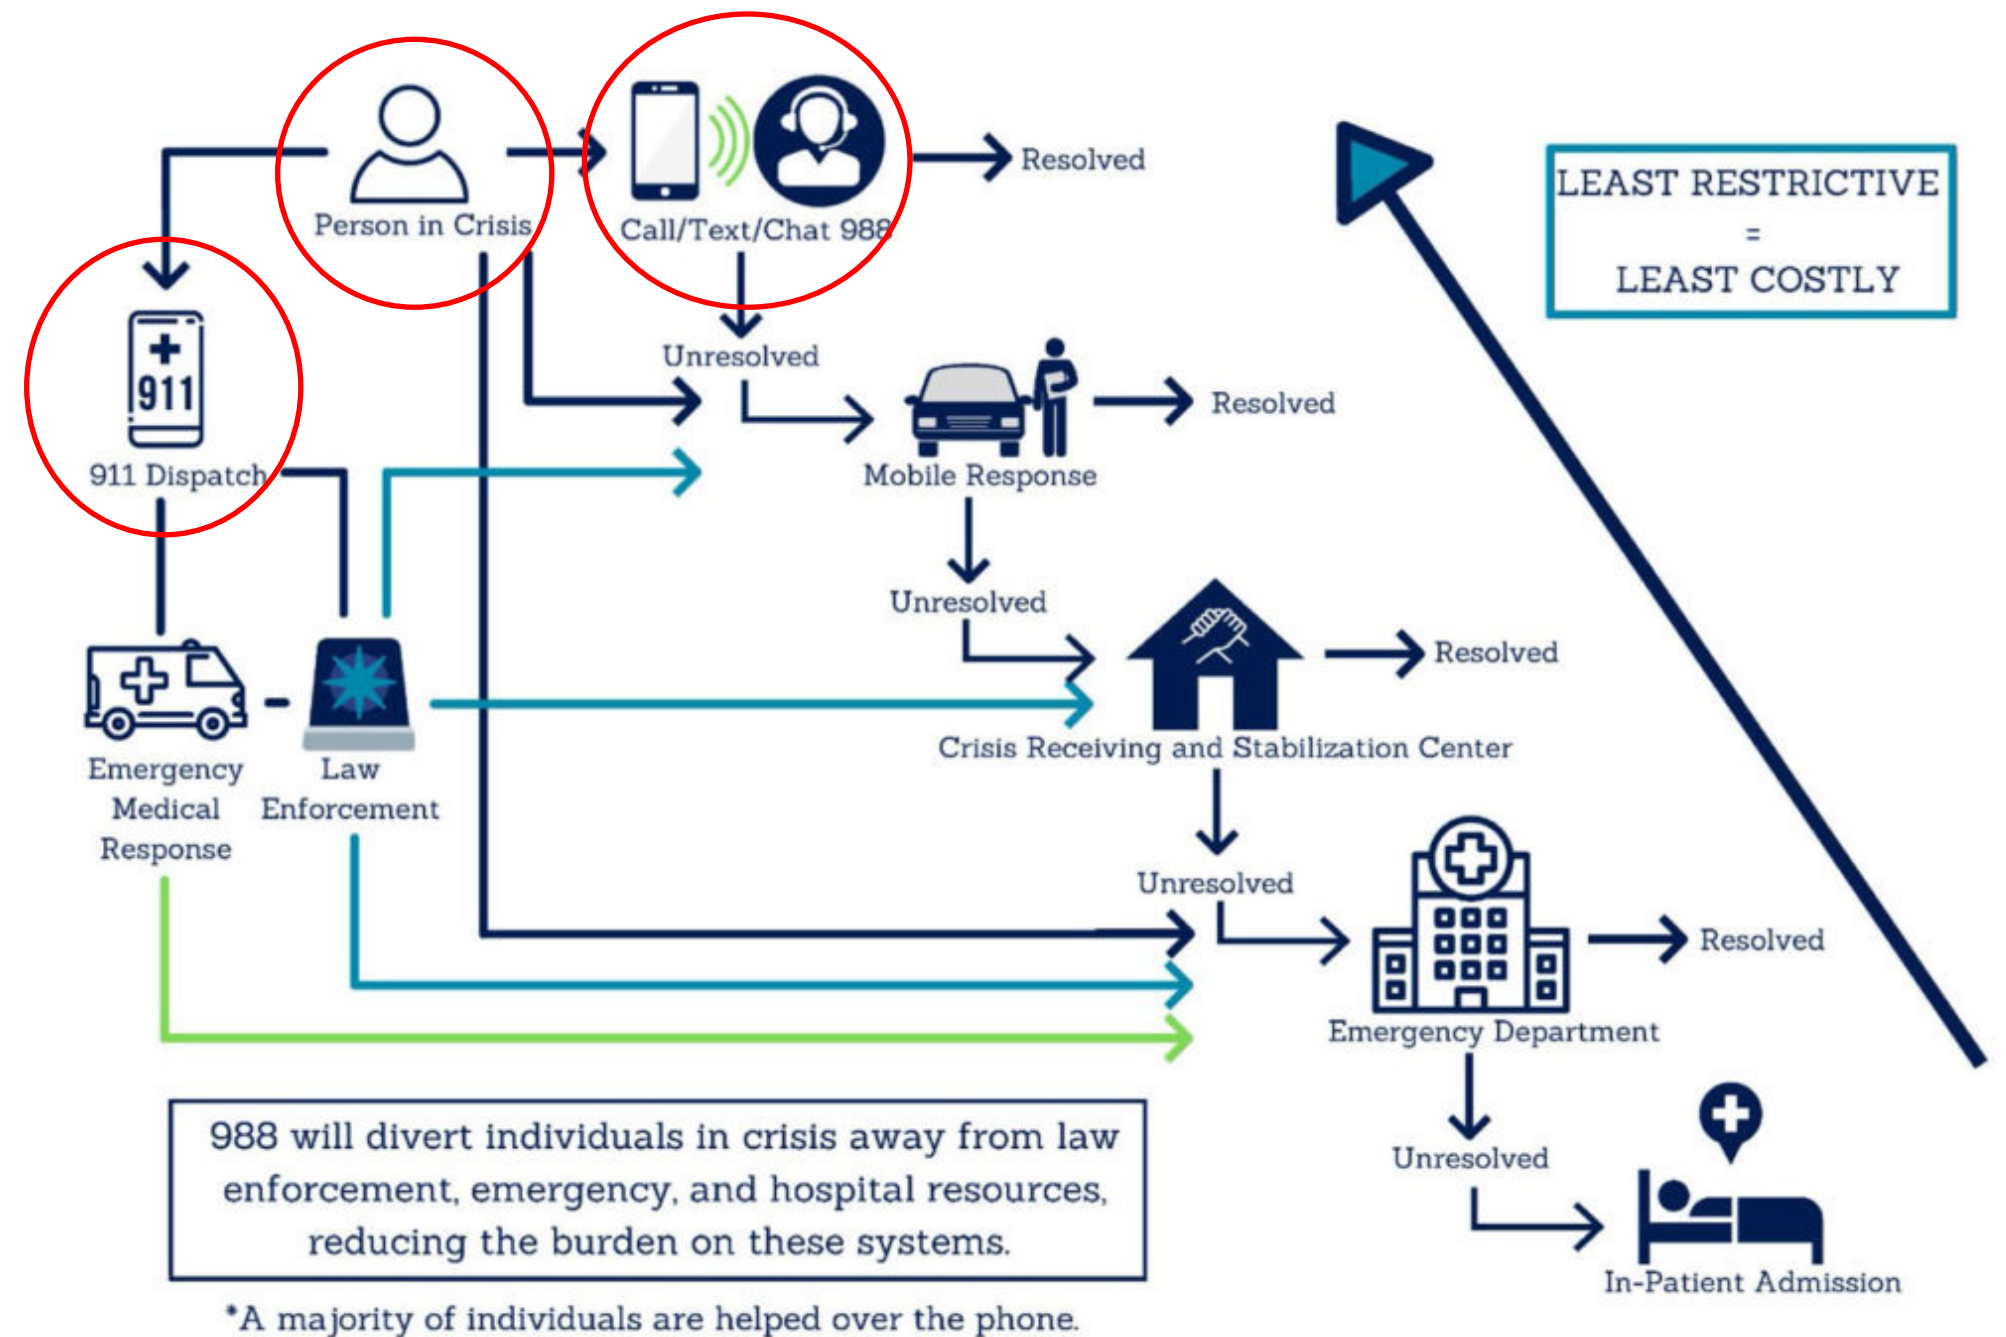 Person in Crisis
Call/Text/Chat 988
Resolved
LEAST RESTRICTIVE
=
LEAST COSTLY
911
911 Dispatch
Unresolved
Mobile Response
Resolved
Unresolved
Crisis Receiving and Stabilization Center
Resolved
Emergency
Medical
Response
Law
Enforcement
Unresolved
Emergency Department
Resolved
Unresolved
In-Patient Admission
988 will divert individuals in crisis away from law
enforcement, emergency, and hospital resources,
reducing the burden on these systems.
*A majority of individuals are helped over the phone.